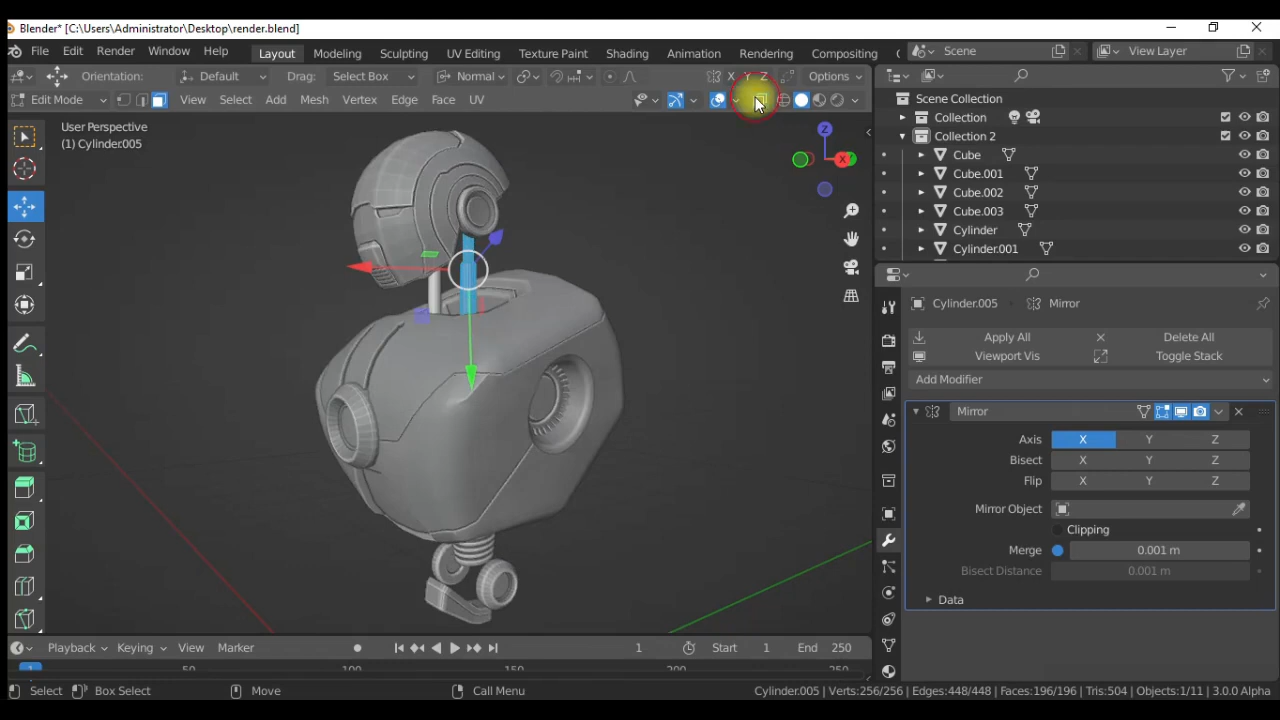 Blender* [C:\Users\Administrator\Desktop\render.blend]
File Edit Render Window Help Layout Modeling Sculpting UV Editing Texture Paint Shading Animation Rendering Compositing Scene View Layer
Orientation: Default Drag: Select Box Normal X Y Z Options
Edit Mode View Select Add Mesh Vertex Edge Face UV
Scene Collection
Collection
Collection 2
Cube
Cube.001
Cube.002
Cube.003
Cylinder
Cylinder.001
User Perspective
(1) Cylinder.005
Z
X
Cylinder.005 Mirror
Apply All Delete All
Viewport Vis Toggle Stack
Add Modifier
Mirror
Axis X Y Z
Bisect X Y Z
Flip X Y Z
Mirror Object
Clipping
Merge 0.001 m
Bisect Distance 0.001 m
Data
Playback Keying View Marker 1 Start 1 End 250
1 50 100 150 200 250
Select Box Select Move Call Menu Cylinder.005 | Verts:256/256 | Edges:448/448 | Faces:196/196 | Tris:504 | Objects:1/11 | 3.0.0 Alpha